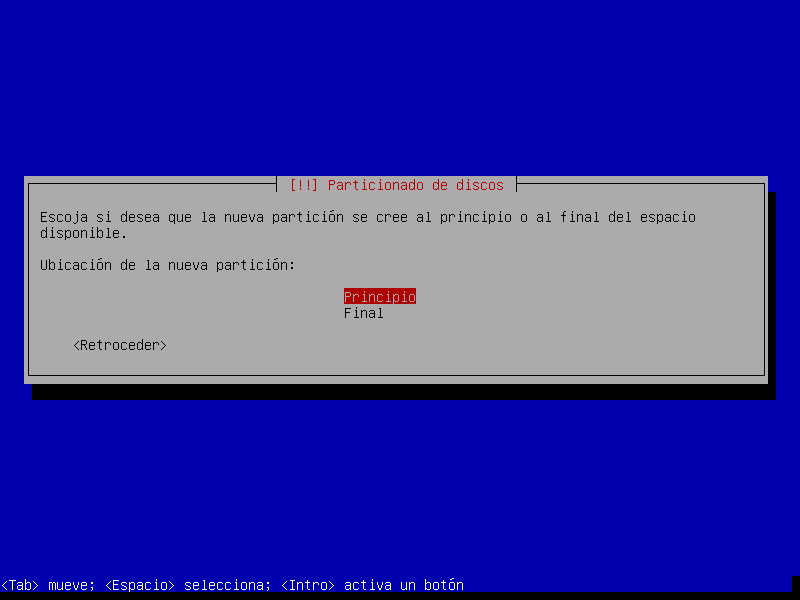 [!!] Particionado de discos
Escoja si desea que la nueva partición se cree al principio o al final del espacio
disponible.
Ubicación de la nueva partición:
Principio
Final
<Retroceder>
<Tab> mueve; <Espacio> selecciona; <Intro> activa un botón